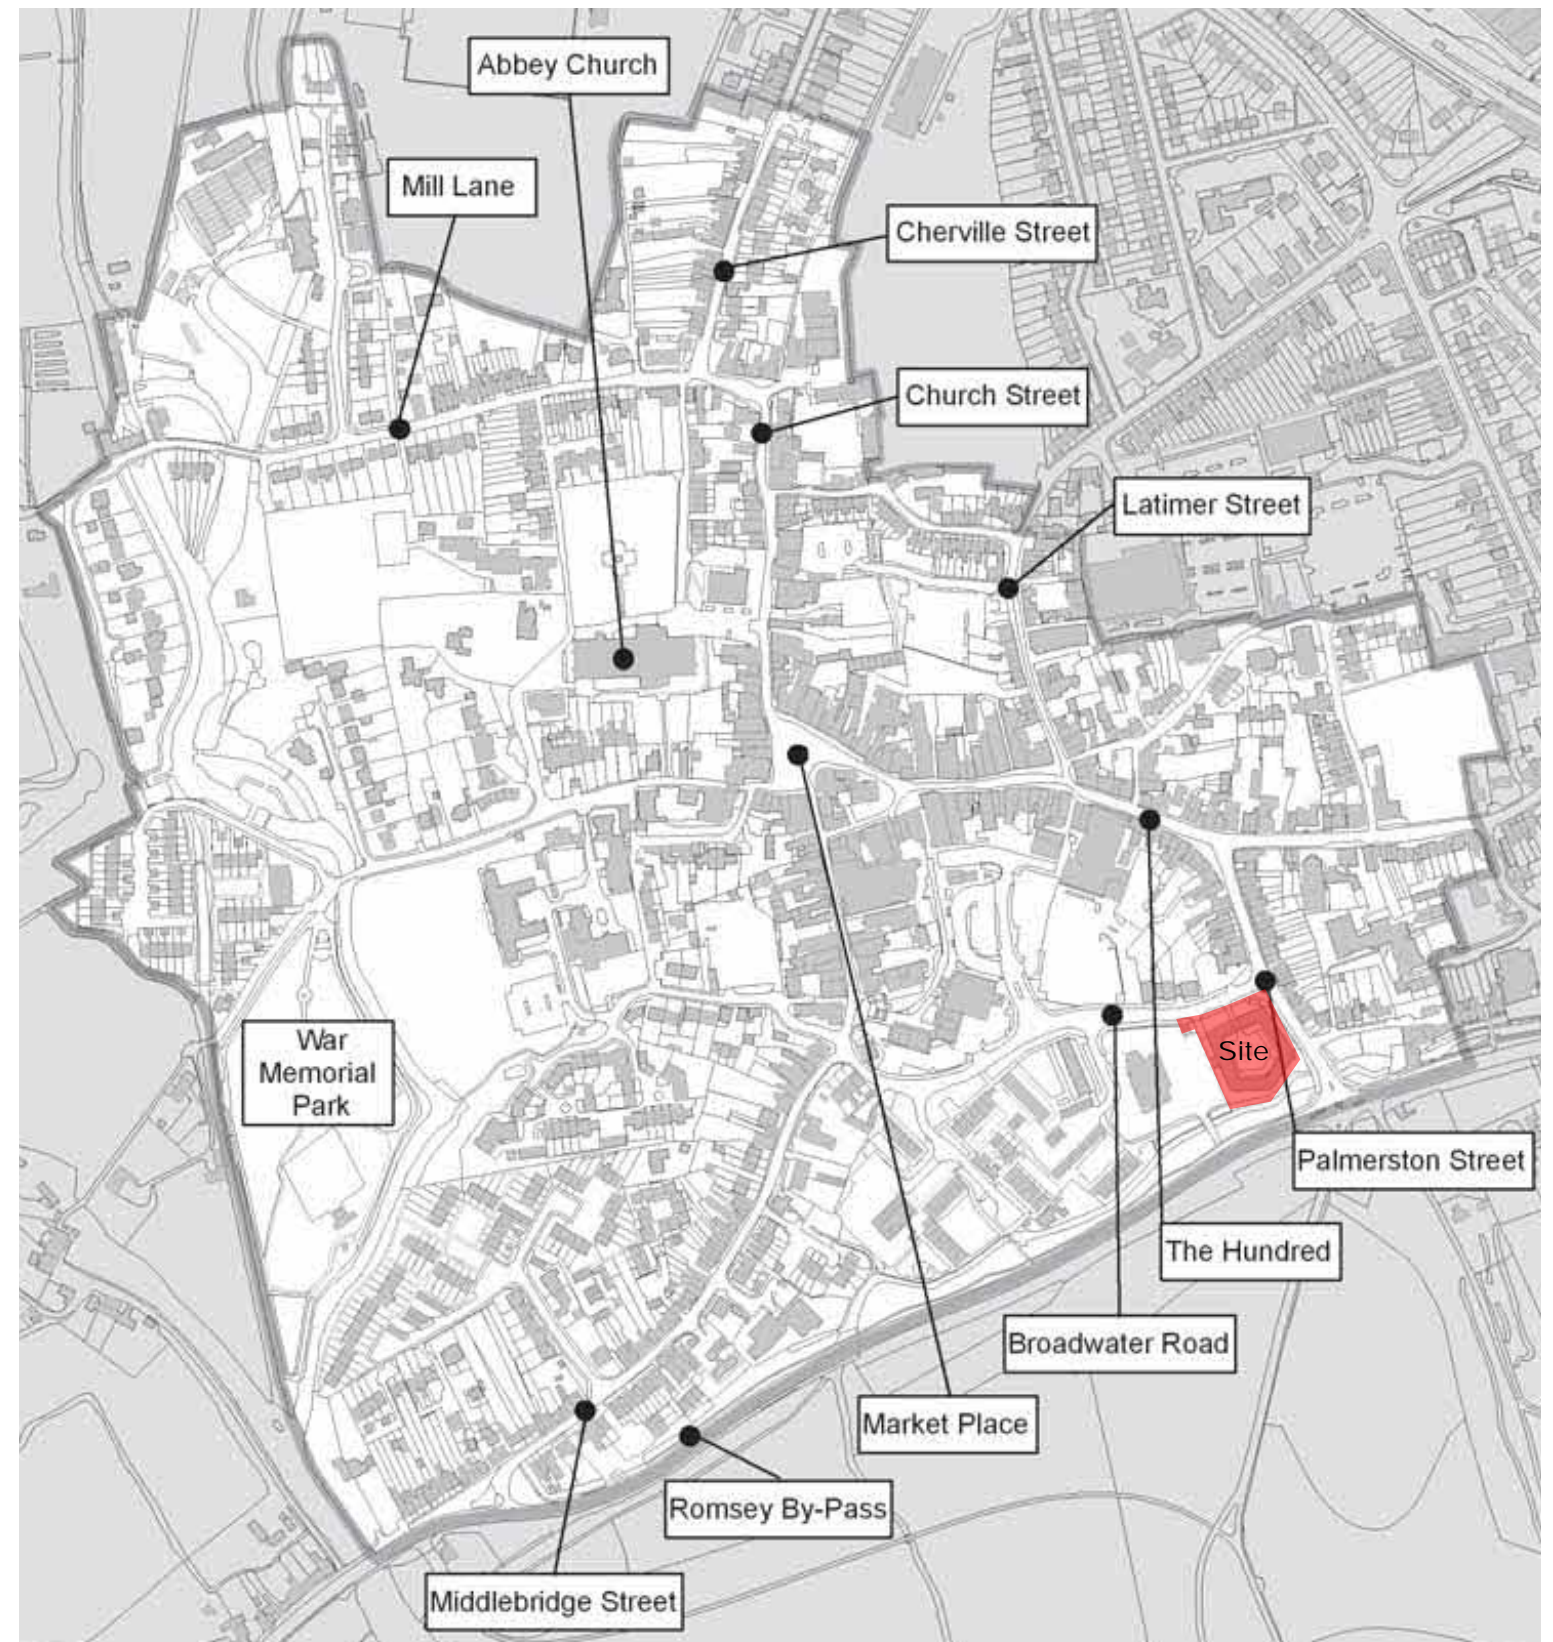 Abbey Church
Mill Lane
Cherville Street
Church Street
Latimer Street
War
Memorial
Park
Site
Palmerston Street
The Hundred
Broadwater Road
Market Place
Romsey By-Pass
Middlebridge Street